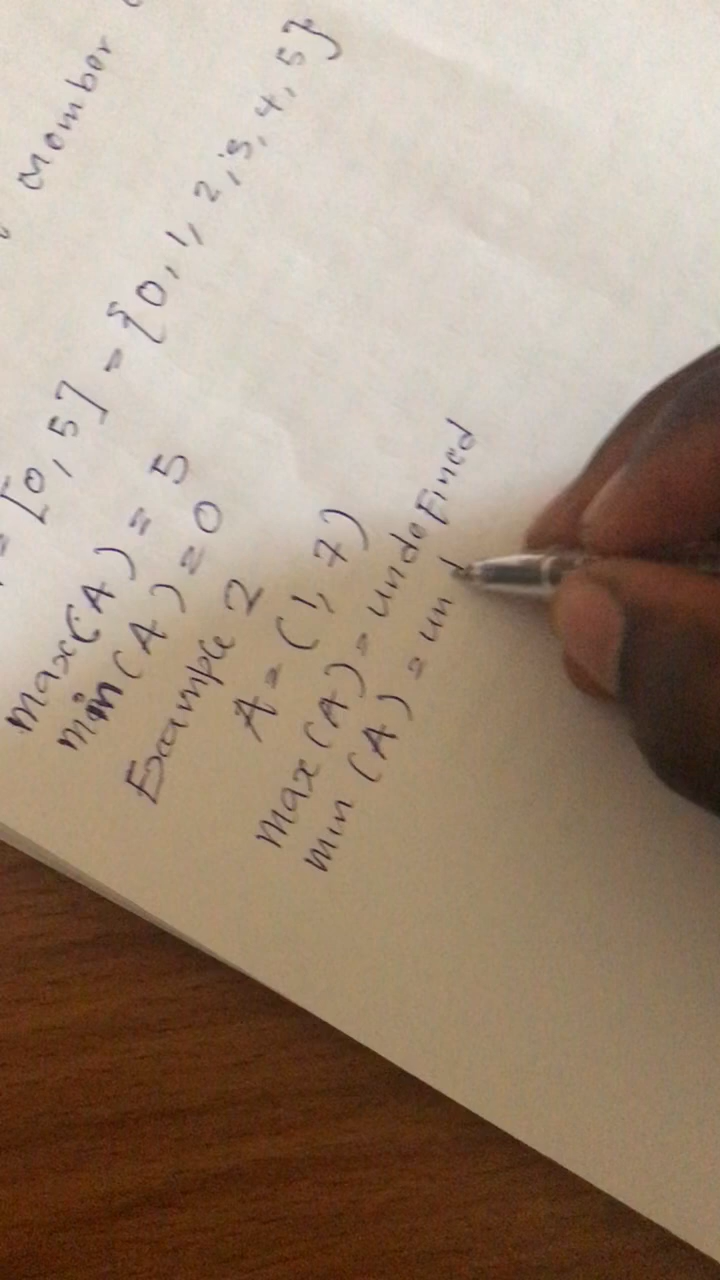 member
= [0, 5] = {0, 1, 2, 3, 4, 5}
max(A) = 5
min(A) = 0
Example 2
A = (1, 7)
max(A) = undefined
min(A) = und